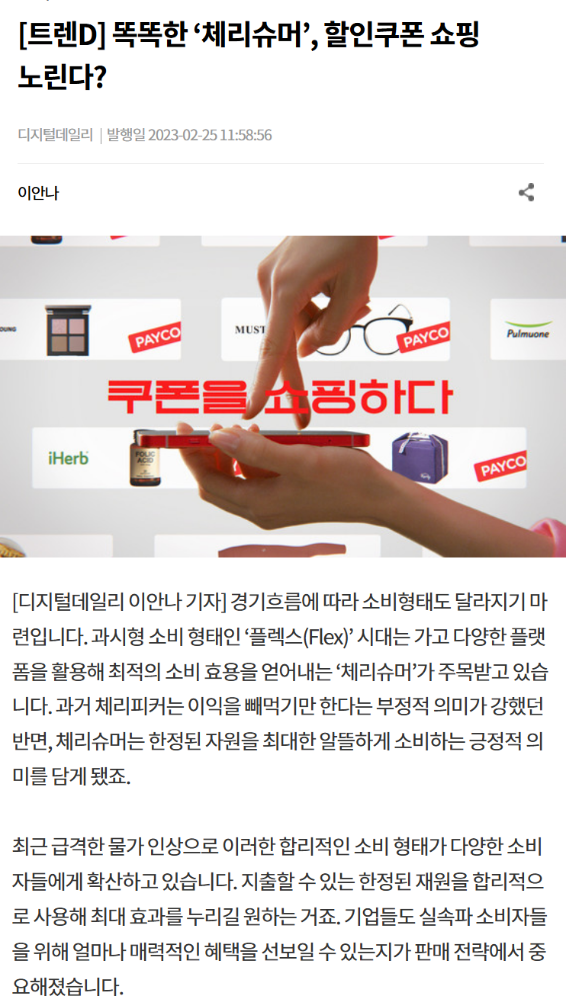 [트렌D] 똑똑한 ‘체리슈머’, 할인쿠폰 쇼핑
노린다?
디지털데일리 | 발행일 2023-02-25 11:58:56
이안나
PAYCO
PAYCO
Pulmuone
쿠폰을 쇼핑하다
iHerb
FOLIC
ACID
PAYCO
[디지털데일리 이안나 기자] 경기흐름에 따라 소비형태도 달라지기 마
련입니다. 과시형 소비 형태인 ‘플렉스(Flex)’ 시대는 가고 다양한 플랫
폼을 활용해 최적의 소비 효용을 얻어내는 ‘체리슈머’가 주목받고 있습
니다. 과거 체리피커는 이익을 빼먹기만 한다는 부정적 의미가 강했던
반면, 체리슈머는 한정된 자원을 최대한 알뜰하게 소비하는 긍정적 의
미를 담게 됐죠.
최근 급격한 물가 인상으로 이러한 합리적인 소비 형태가 다양한 소비
자들에게 확산하고 있습니다. 지출할 수 있는 한정된 재원을 합리적으
로 사용해 최대 효과를 누리길 원하는 거죠. 기업들도 실속파 소비자들
을 위해 얼마나 매력적인 혜택을 선보일 수 있는지가 판매 전략에서 중
요해졌습니다.